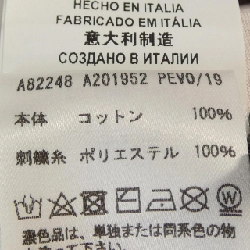 HECHO EN ITALIA
FABRICADO EM ITÁLIA
意大利制造
СОЗДАНО В ИТАЛИИ
A82248 A201952 PEV0/19
本体 コットン 100%
刺繍糸 ポリエステル 100%
濃色品は、単独または同系色の物